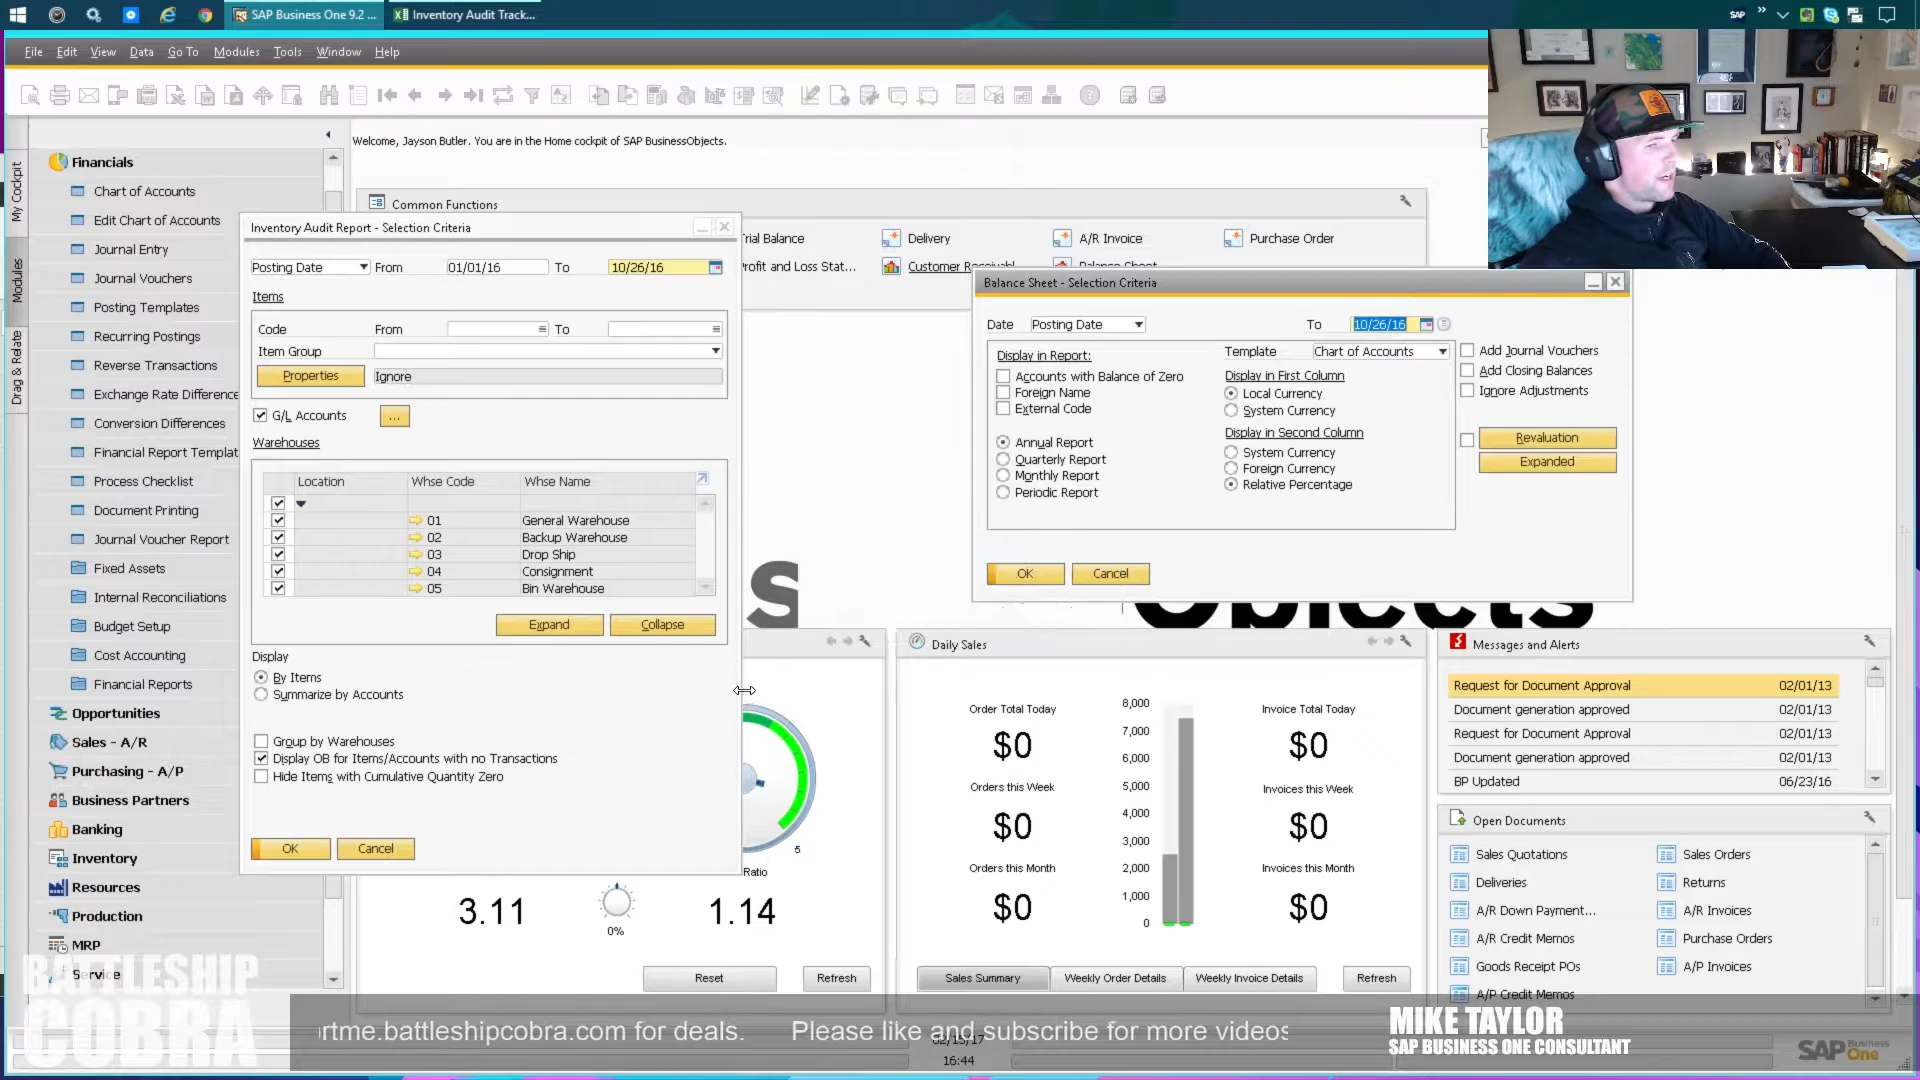 SAP Business One 9.2 ...
Inventory Audit Track...
SAP
File Edit View Data Go To Modules Tools Window Help
Welcome, Jayson Butler. You are in the Home cockpit of SAP BusinessObjects.
My Cockpit
Modules
Drag & Relate
Financials
Chart of Accounts
Edit Chart of Accounts
Journal Entry
Journal Vouchers
Posting Templates
Recurring Postings
Reverse Transactions
Exchange Rate Difference
Conversion Differences
Financial Report Templat
Process Checklist
Document Printing
Journal Voucher Report
Fixed Assets
Internal Reconciliations
Budget Setup
Cost Accounting
Financial Reports
Opportunities
Sales - A/R
Purchasing - A/P
Business Partners
Banking
Inventory
Resources
Production
MRP
Service
Common Functions
rial Balance
Delivery
A/R Invoice
Purchase Order
rofit and Loss Stat...
Customer Receivabl
Balance Sheet
Inventory Audit Report - Selection Criteria
Posting Date From 01/01/16 To 10/26/16
Items
Code From To
Item Group
Properties Ignore
G/L Accounts ...
Warehouses
Location Whse Code Whse Name
01 General Warehouse
02 Backup Warehouse
03 Drop Ship
04 Consignment
05 Bin Warehouse
Expand Collapse
Display
By Items
Summarize by Accounts
Group by Warehouses
Display OB for Items/Accounts with no Transactions
Hide Items with Cumulative Quantity Zero
OK Cancel
Balance Sheet - Selection Criteria
Date Posting Date To 10/26/16
Display in Report:
Accounts with Balance of Zero
Foreign Name
External Code
Annual Report
Quarterly Report
Monthly Report
Periodic Report
Template Chart of Accounts
Display in First Column
Local Currency
System Currency
Display in Second Column
System Currency
Foreign Currency
Relative Percentage
Add Journal Vouchers
Add Closing Balances
Ignore Adjustments
Revaluation
Expanded
OK Cancel
s Objects
5
Ratio
3.11
0%
1.14
Reset Refresh
Daily Sales
Order Total Today
$0
Orders this Week
$0
Orders this Month
$0
8,000
7,000
6,000
5,000
4,000
3,000
2,000
1,000
0
Invoice Total Today
$0
Invoices this Week
$0
Invoices this Month
$0
Sales Summary Weekly Order Details Weekly Invoice Details Refresh
Messages and Alerts
Request for Document Approval 02/01/13
Document generation approved 02/01/13
Request for Document Approval 02/01/13
Document generation approved 02/01/13
BP Updated 06/23/16
Open Documents
Sales Quotations Sales Orders
Deliveries Returns
A/R Down Payment... A/R Invoices
A/R Credit Memos Purchase Orders
Goods Receipt POs A/P Invoices
A/P Credit Memos
BATTLESHIP
COBRA
rtme.battleshipcobra.com for deals. Please like and subscribe for more videos
16:44
MIKE TAYLOR
SAP BUSINESS ONE CONSULTANT
SAP Business One